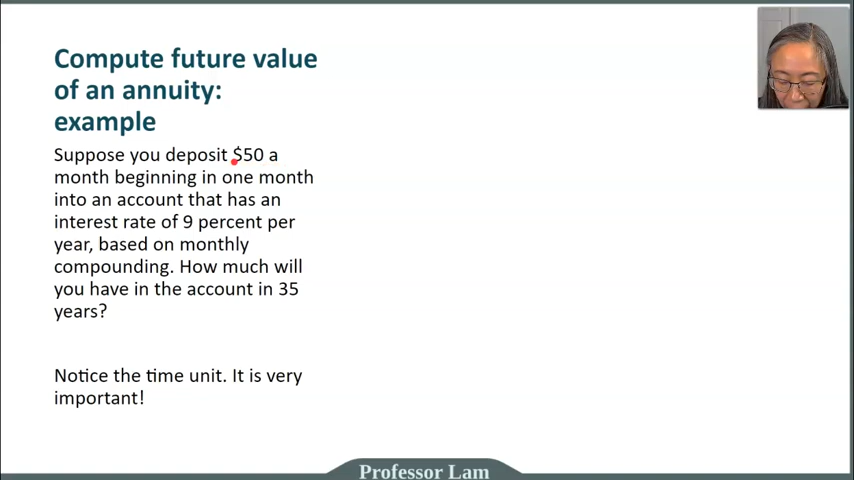 Compute future value
of an annuity:
example
Suppose you deposit $50 a
month beginning in one month
into an account that has an
interest rate of 9 percent per
year, based on monthly
compounding. How much will
you have in the account in 35
years?
Notice the time unit. It is very
important!
Professor Lam